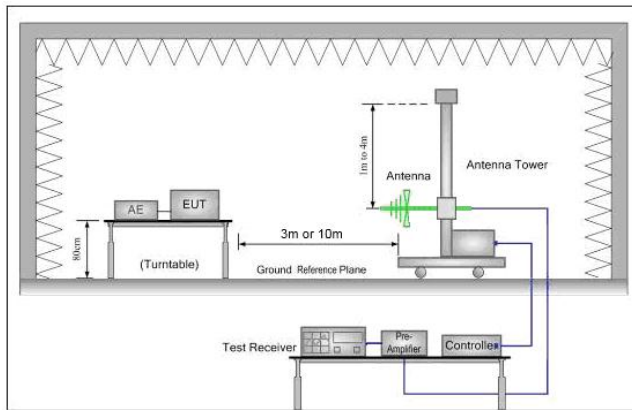 1m to 4m
Antenna
Antenna Tower
AE
EUT
3m or 10m
80cm
(Turntable)
Ground Reference Plane
Test Receiver
Pre-
Amplifier
Controller